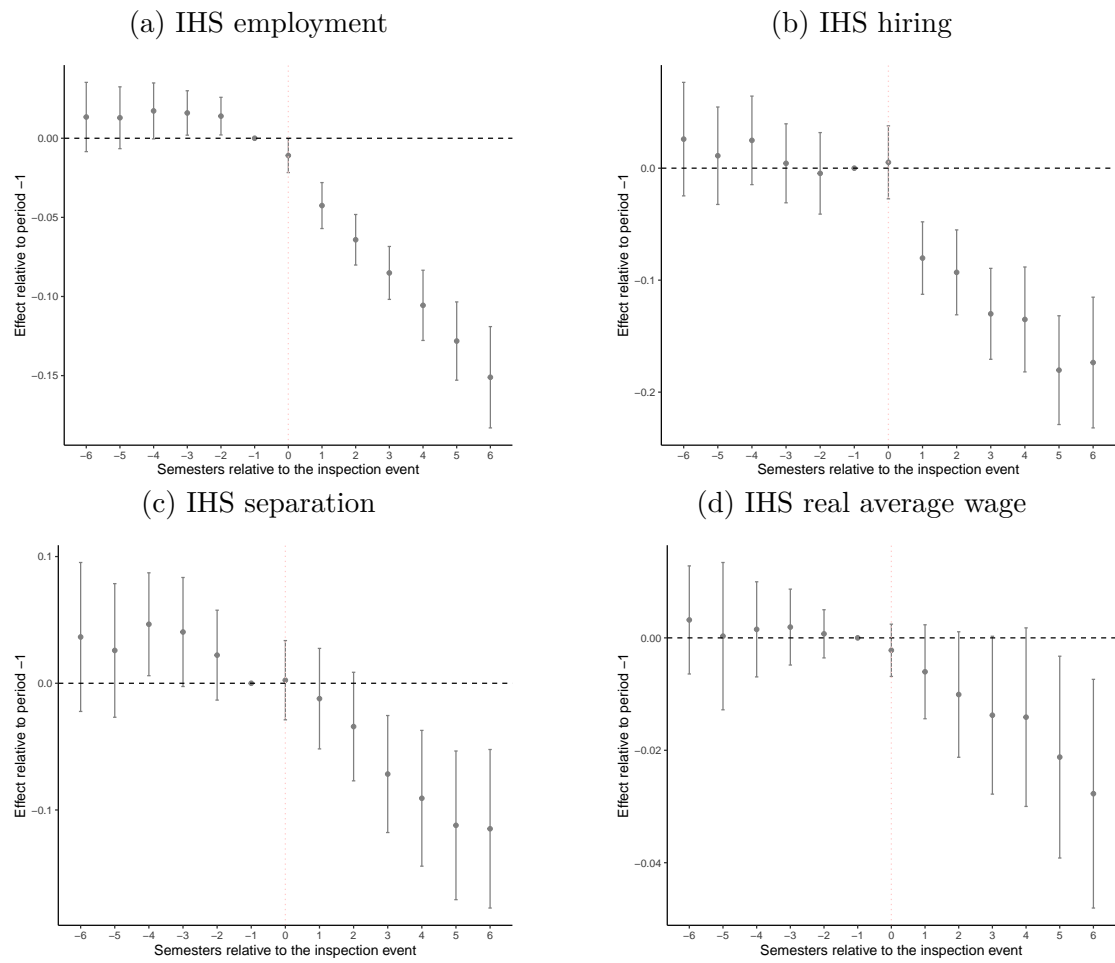 (a) IHS employment
(b) IHS hiring
0.00
−0.05
−0.10
−0.15
Effect relative to period −1
−6 −5 −4 −3 −2 −1 0 1 2 3 4 5 6
Semesters relative to the inspection event
0.0
−0.1
−0.2
Effect relative to period −1
−6 −5 −4 −3 −2 −1 0 1 2 3 4 5 6
Semesters relative to the inspection event
(c) IHS separation
(d) IHS real average wage
0.1
0.0
−0.1
Effect relative to period −1
−6 −5 −4 −3 −2 −1 0 1 2 3 4 5 6
Semesters relative to the inspection event
0.00
−0.02
−0.04
Effect relative to period −1
−6 −5 −4 −3 −2 −1 0 1 2 3 4 5 6
Semesters relative to the inspection event